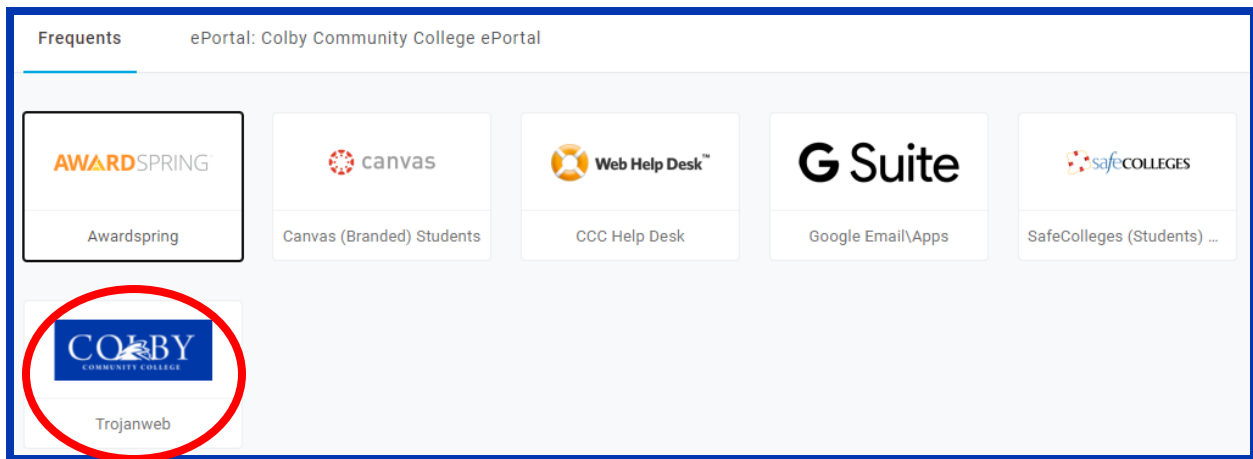 Frequents ePortal: Colby Community College ePortal
AWARDSPRING canvas Web Help Desk™ G Suite safeCOLLEGES
Awardspring Canvas (Branded) Students CCC Help Desk Google Email\Apps SafeColleges (Students) ...
COLBY
COMMUNITY COLLEGE
Trojanweb